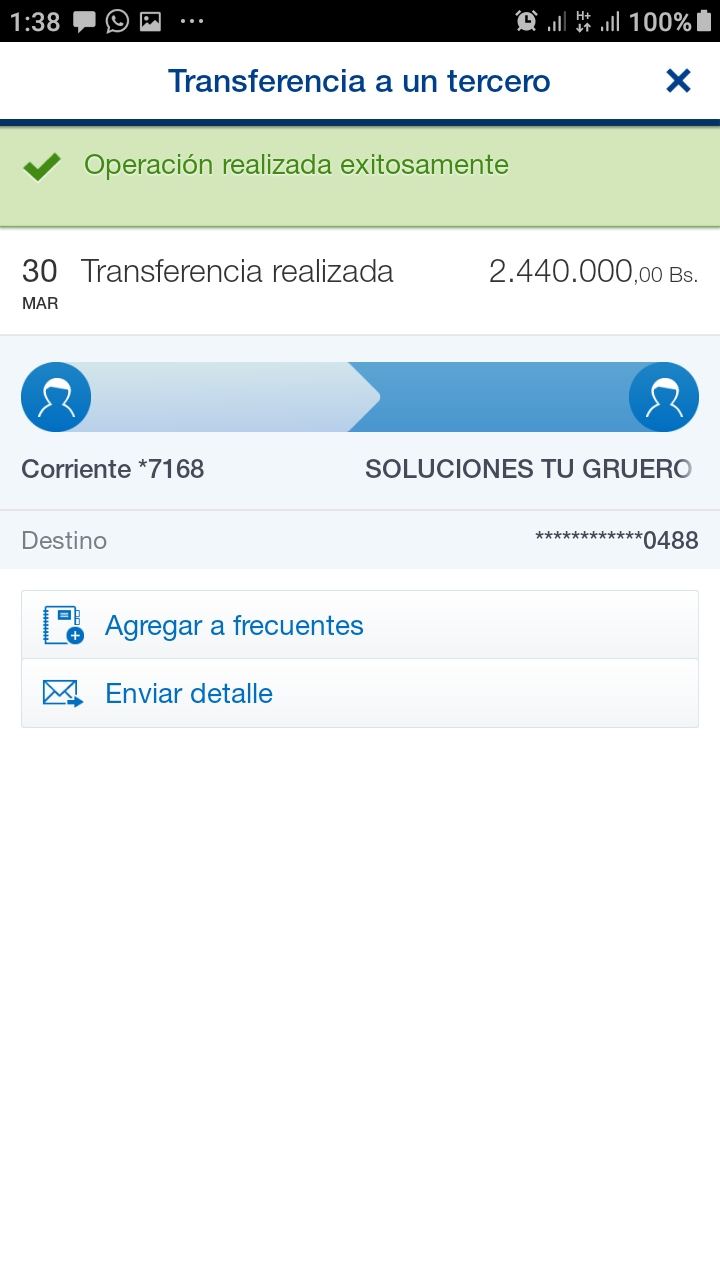 1:38 H+ 100%
Transferencia a un tercero
Operación realizada exitosamente
30 Transferencia realizada 2.440.000,00 Bs.
MAR
Corriente *7168 SOLUCIONES TU GRUERO
Destino ************0488
Agregar a frecuentes
Enviar detalle